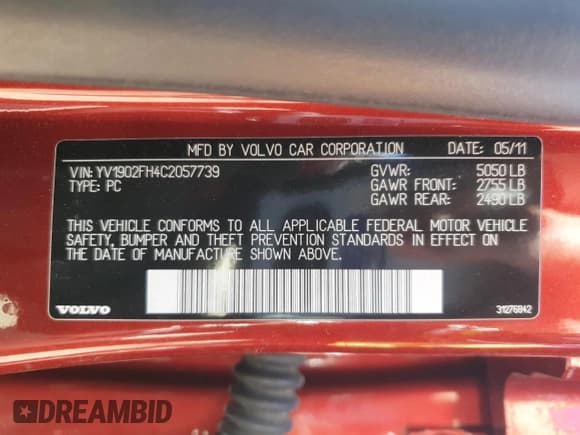 MFD BY VOLVO CAR CORPORATION DATE: 05/11
VIN: YV1902FH4C2057739 GVWR: 5050 LB
TYPE: PC GAWR FRONT: 2755 LB
GAWR REAR: 2490 LB
THIS VEHICLE CONFORMS TO ALL APPLICABLE FEDERAL MOTOR VEHICLE
SAFETY, BUMPER AND THEFT PREVENTION STANDARDS IN EFFECT ON
THE DATE OF MANUFACTURE SHOWN ABOVE.
VOLVO 31276942
DREAMBID